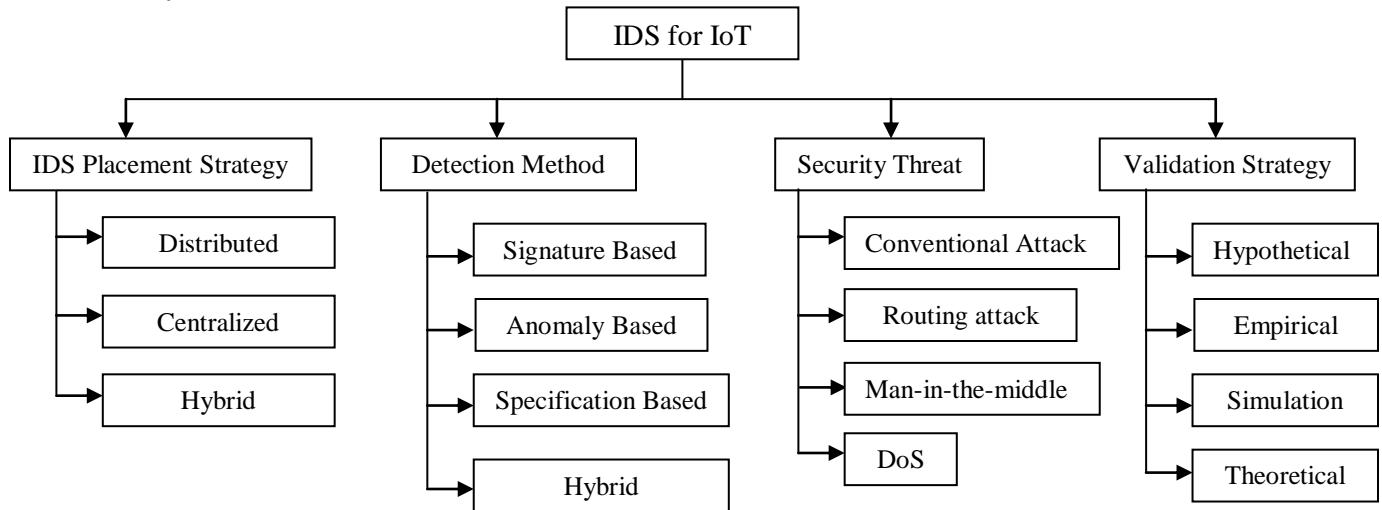 IDS for IoT
IDS Placement Strategy
Detection Method
Security Threat
Validation Strategy
Distributed
Centralized
Hybrid
Signature Based
Anomaly Based
Specification Based
Hybrid
Conventional Attack
Routing attack
Man-in-the-middle
DoS
Hypothetical
Empirical
Simulation
Theoretical